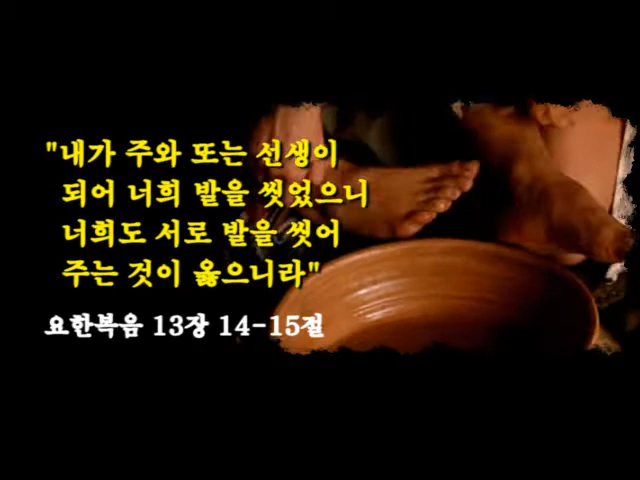 "내가 주와 또는 선생이
되어 너희 발을 씻었으니
너희도 서로 발을 씻어
주는 것이 옳으니라"
요한복음 13장 14-15절